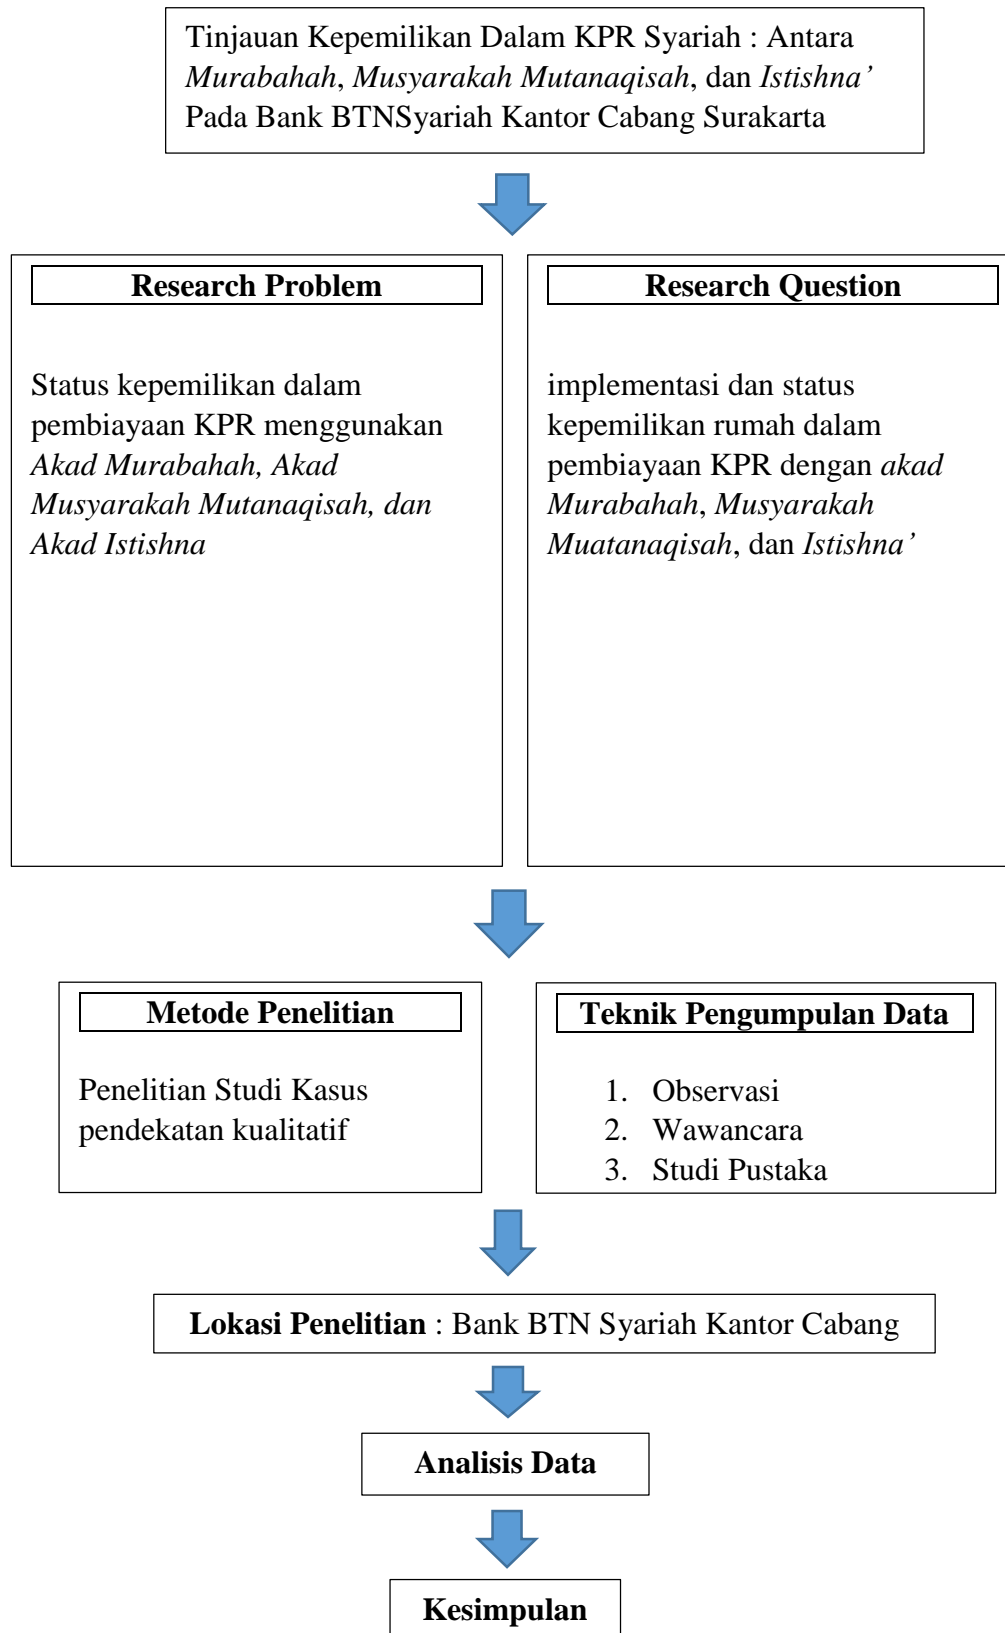 Tinjauan Kepemilikan Dalam KPR Syariah : Antara
Murabahah, Musyarakah Mutanaqisah, dan Istishna’
Pada Bank BTNSyariah Kantor Cabang Surakarta
Research Problem
Status kepemilikan dalam
pembiayaan KPR menggunakan
Akad Murabahah, Akad
Musyarakah Mutanaqisah, dan
Akad Istishna
Research Question
implementasi dan status
kepemilikan rumah dalam
pembiayaan KPR dengan akad
Murabahah, Musyarakah
Muatanaqisah, dan Istishna’
Metode Penelitian
Penelitian Studi Kasus
pendekatan kualitatif
Teknik Pengumpulan Data
1. Observasi
2. Wawancara
3. Studi Pustaka
Lokasi Penelitian : Bank BTN Syariah Kantor Cabang
Analisis Data
Kesimpulan